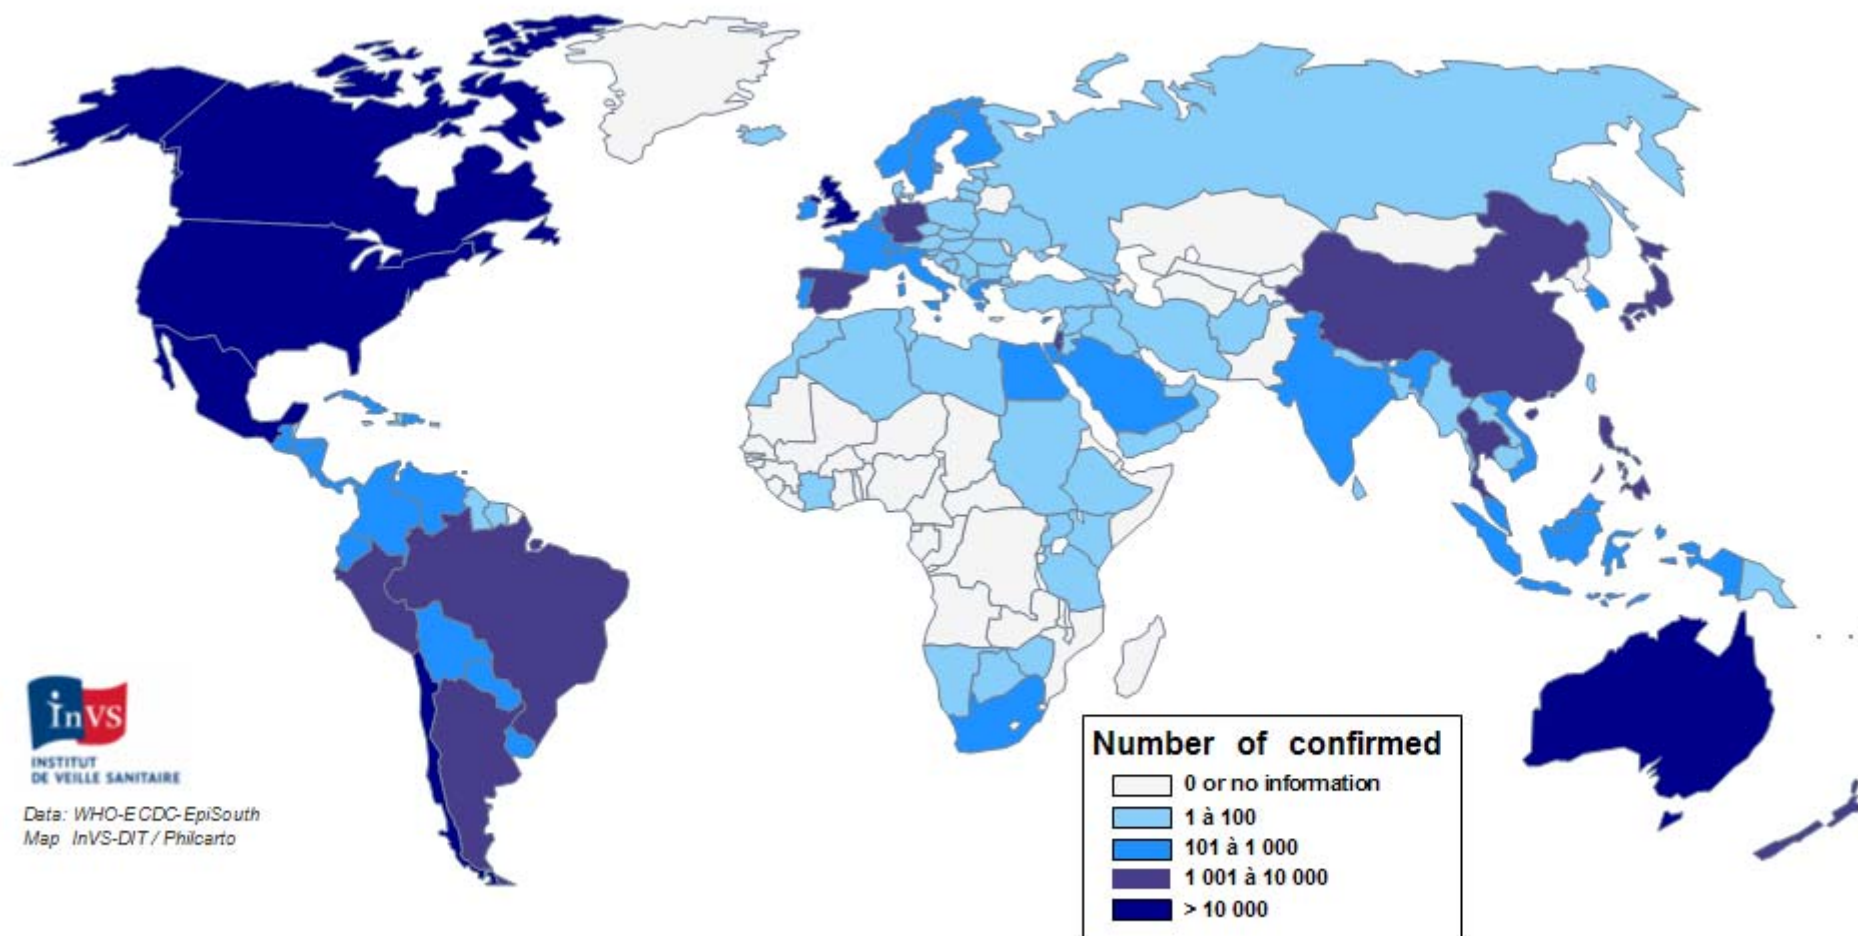 InVS
INSTITUT
DE VEILLE SANITAIRE
Data: WHO-ECDC-EpiSouth
Map InVS-DIT / Philcarto
Number of confirmed
0 or no information
1 à 100
101 à 1 000
1 001 à 10 000
> 10 000